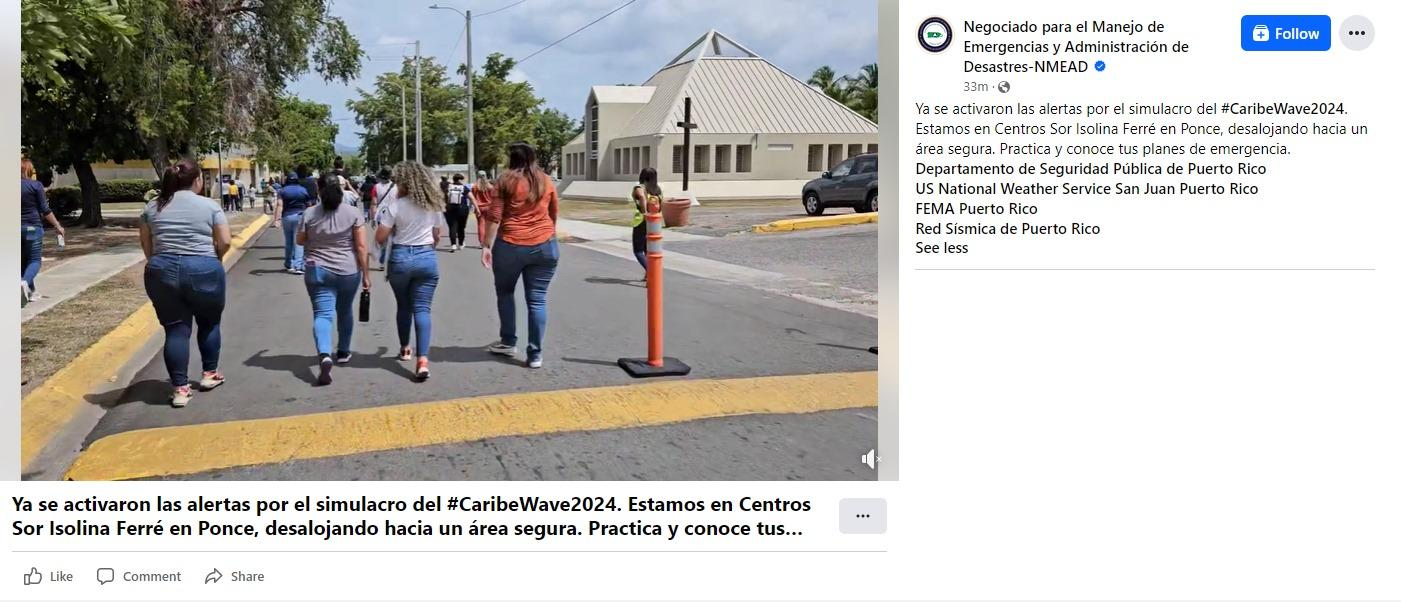 Negociado para el Manejo de
Emergencias y Administración de
Desastres-NMEAD
Follow
33m ·
Ya se activaron las alertas por el simulacro del #CaribeWave2024.
Estamos en Centros Sor Isolina Ferré en Ponce, desalojando hacia un
área segura. Practica y conoce tus planes de emergencia.
Departamento de Seguridad Pública de Puerto Rico
US National Weather Service San Juan Puerto Rico
FEMA Puerto Rico
Red Sísmica de Puerto Rico
See less
Ya se activaron las alertas por el simulacro del #CaribeWave2024. Estamos en Centros
Sor Isolina Ferré en Ponce, desalojando hacia un área segura. Practica y conoce tus...
Like Comment Share